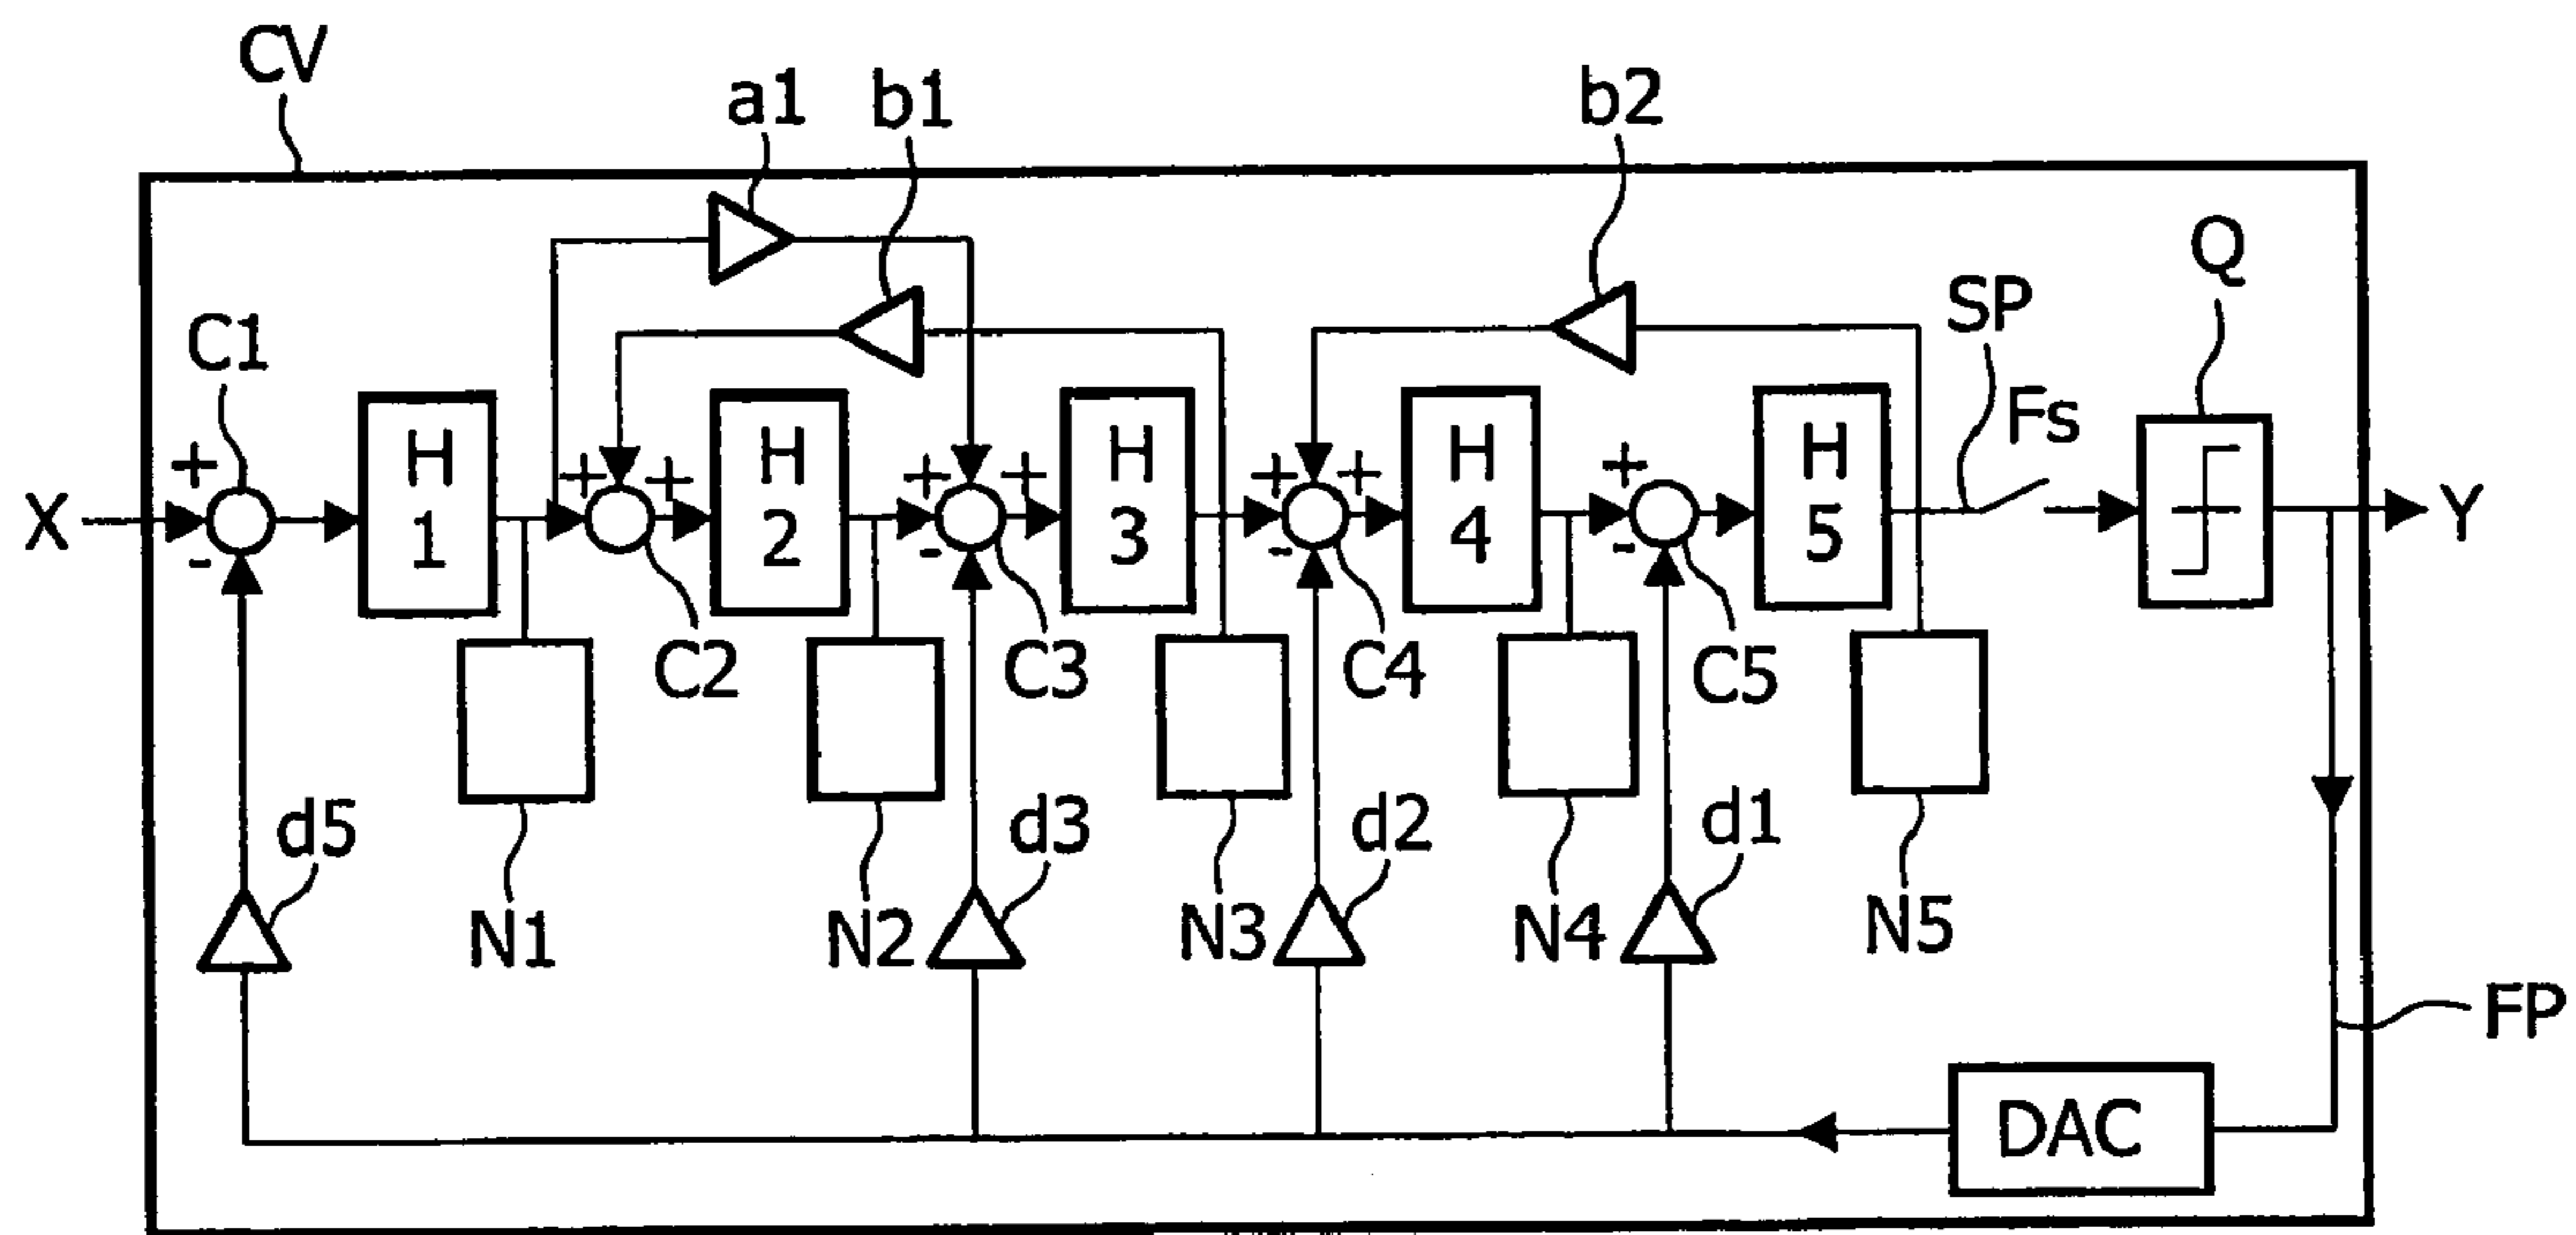 CV
a1
b1
b2
Q
SP
Fs
C1
+
H
1
+
+
H
2
+
+
H
3
+
+
H
4
+
H
5
X
-
-
-
-
Y
C2
C3
C4
C5
d5
d3
d2
d1
N1
N2
N3
N4
N5
FP
DAC